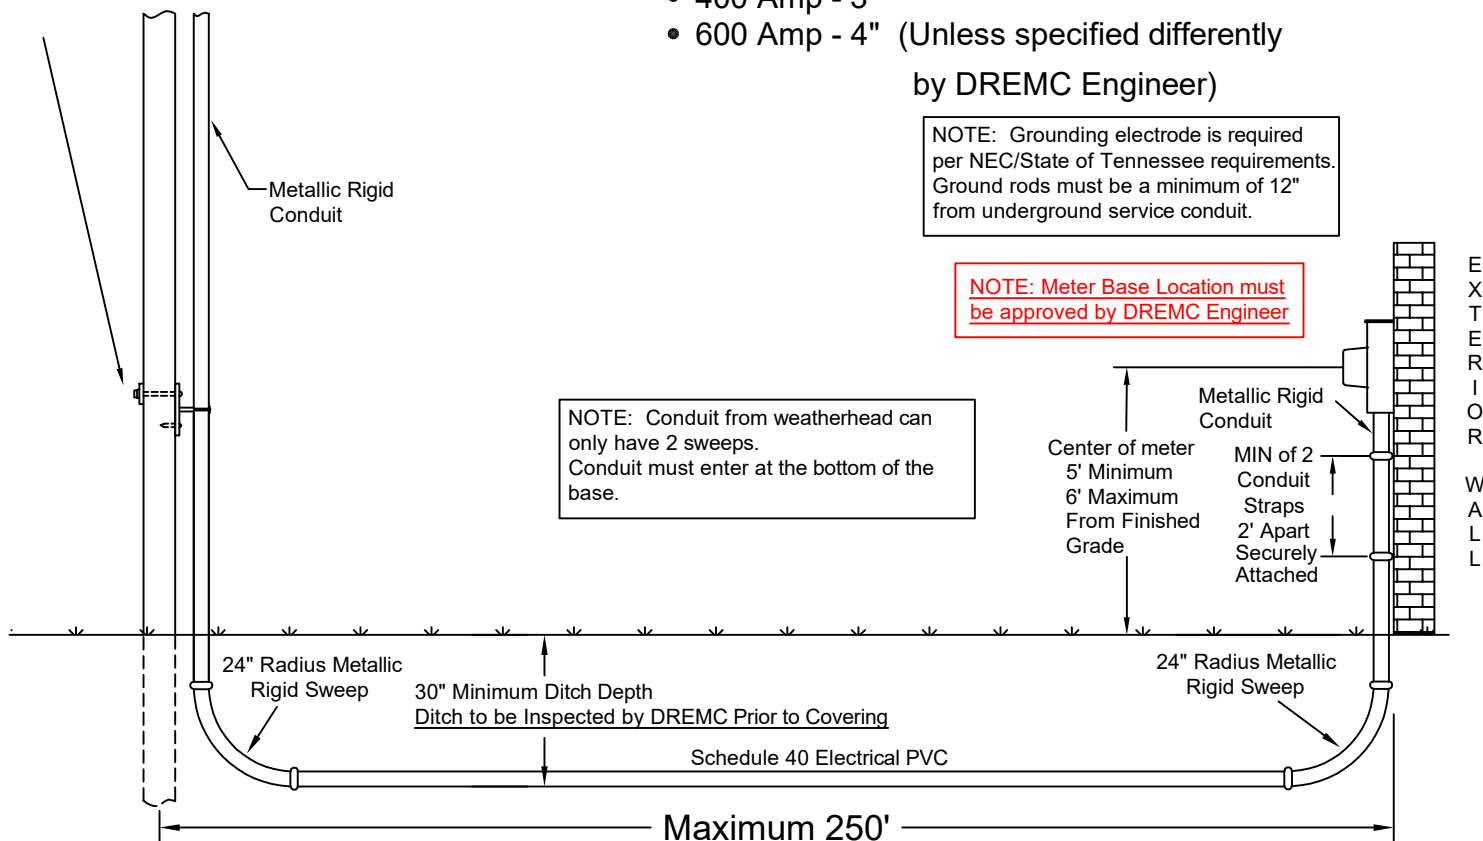 • 400 Amp - 3"
• 600 Amp - 4" (Unless specified differently
by DREMC Engineer)
NOTE: Grounding electrode is required
per NEC/State of Tennessee requirements.
Ground rods must be a minimum of 12"
from underground service conduit.
Metallic Rigid
Conduit
NOTE: Meter Base Location must
be approved by DREMC Engineer
EXTERIOR WALL
NOTE: Conduit from weatherhead can
only have 2 sweeps.
Conduit must enter at the bottom of the
base.
Metallic Rigid
Conduit
Center of meter
5' Minimum
6' Maximum
From Finished
Grade
MIN of 2
Conduit
Straps
2' Apart
Securely
Attached
24" Radius Metallic
Rigid Sweep
30" Minimum Ditch Depth
Ditch to be Inspected by DREMC Prior to Covering
24" Radius Metallic
Rigid Sweep
Schedule 40 Electrical PVC
Maximum 250'